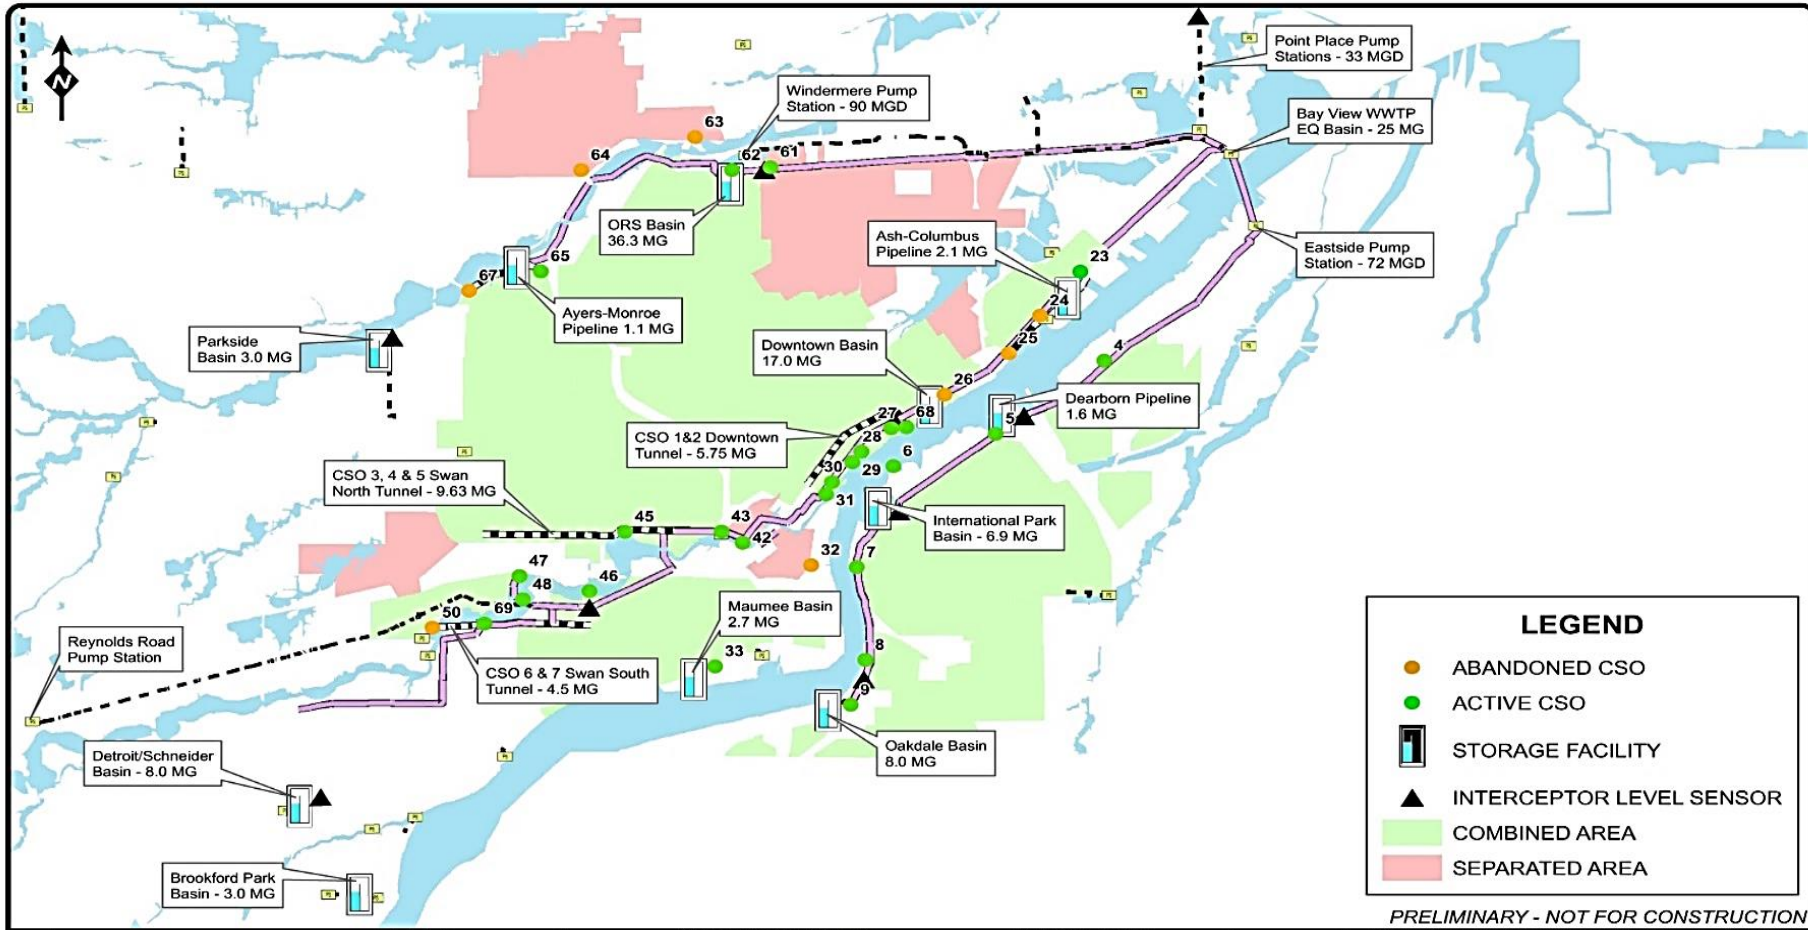 N
Point Place Pump
Stations - 33 MGD
Windermere Pump
Station - 90 MGD
Bay View WWTP
EQ Basin - 25 MG
63
64
62
61
ORS Basin
36.3 MG
Ash-Columbus
Pipeline 2.1 MG
Eastside Pump
Station - 72 MGD
23
65
67
24
Ayers-Monroe
Pipeline 1.1 MG
Parkside
Basin 3.0 MG
Downtown Basin
17.0 MG
25
4
26
Dearborn Pipeline
1.6 MG
5
27
68
CSO 1&2 Downtown
Tunnel - 5.75 MG
28
6
29
30
31
CSO 3, 4 & 5 Swan
North Tunnel - 9.63 MG
45
43
42
International Park
Basin - 6.9 MG
32
7
47
48
46
69
50
Maumee Basin
2.7 MG
Reynolds Road
Pump Station
33
8
9
CSO 6 & 7 Swan South
Tunnel - 4.5 MG
Detroit/Schneider
Basin - 8.0 MG
Oakdale Basin
8.0 MG
Brookford Park
Basin - 3.0 MG
LEGEND
ABANDONED CSO
ACTIVE CSO
STORAGE FACILITY
INTERCEPTOR LEVEL SENSOR
COMBINED AREA
SEPARATED AREA
PRELIMINARY - NOT FOR CONSTRUCTION